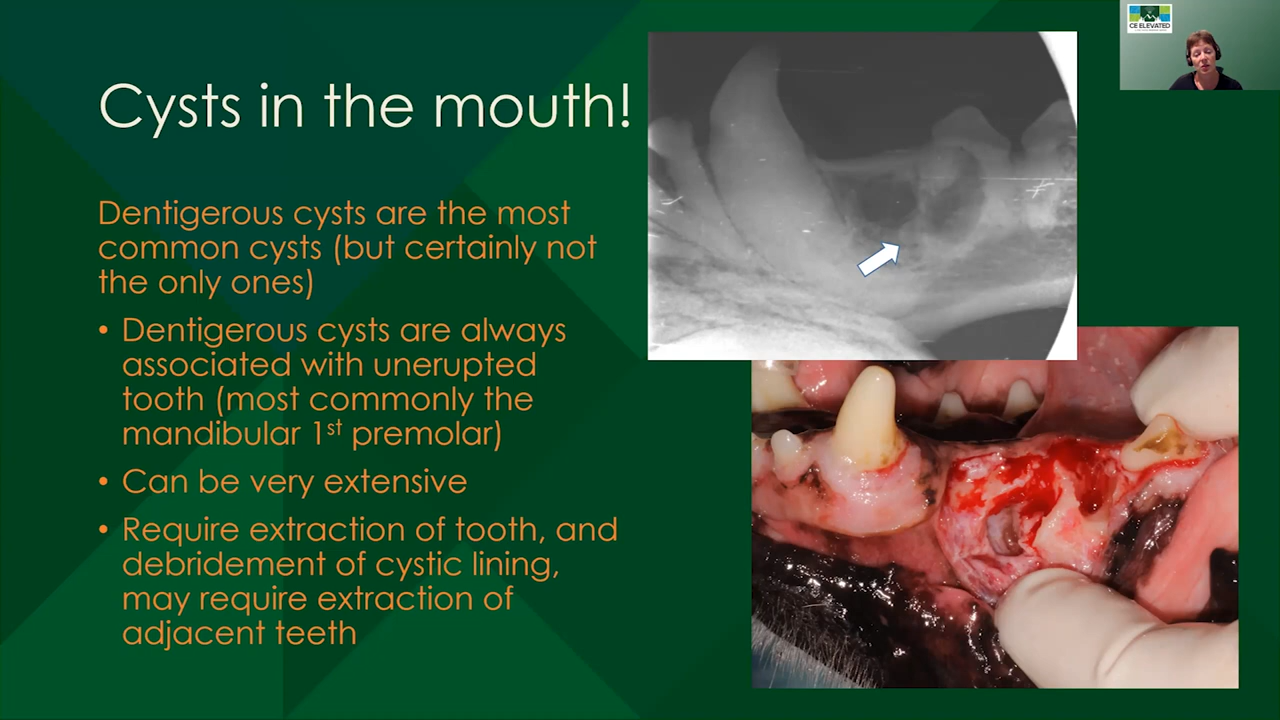 Cysts in the mouth!
Dentigerous cysts are the most
common cysts (but certainly not
the only ones)
• Dentigerous cysts are always
associated with unerupted
tooth (most commonly the
mandibular 1st premolar)
• Can be very extensive
• Require extraction of tooth, and
debridement of cystic lining,
may require extraction of
adjacent teeth
CE ELEVATED